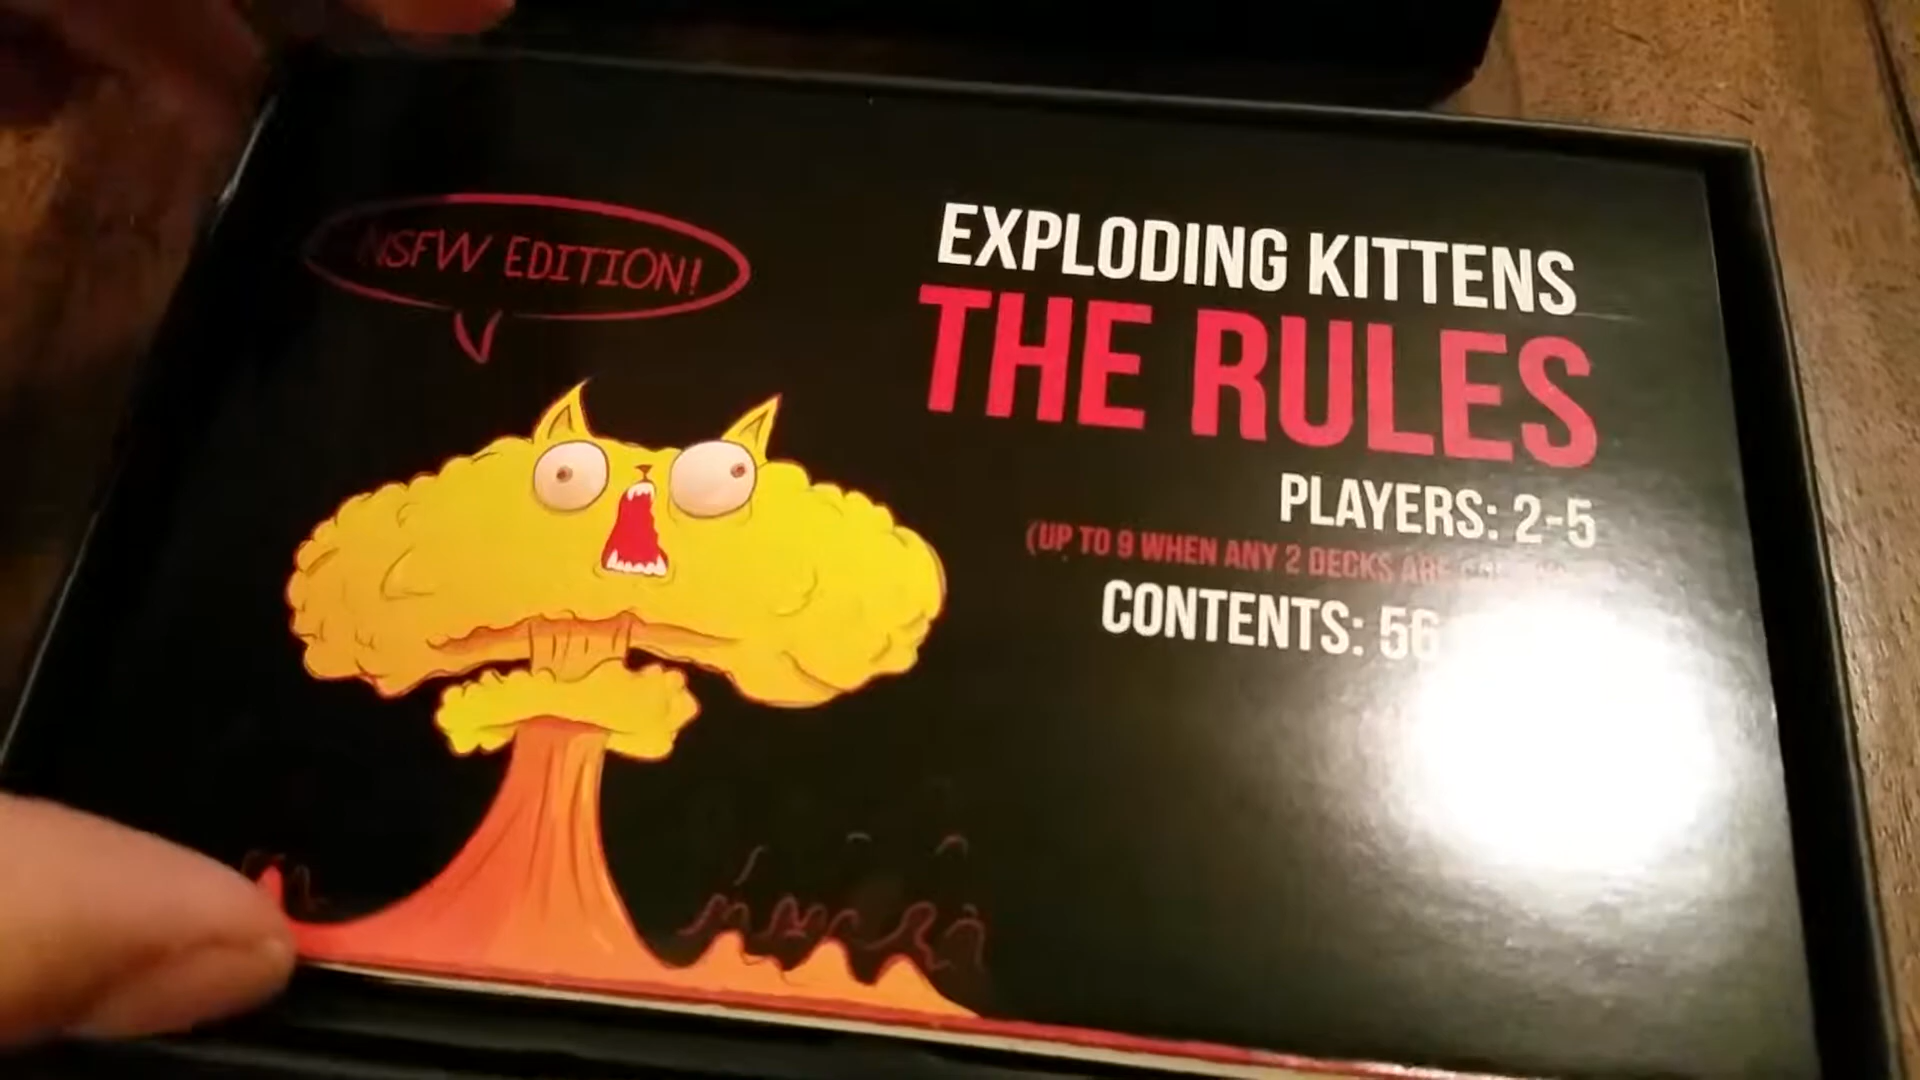 NSFW EDITION!
EXPLODING KITTENS
THE RULES
PLAYERS: 2-5
(UP TO 9 WHEN ANY 2 DECKS ARE
CONTENTS: 56